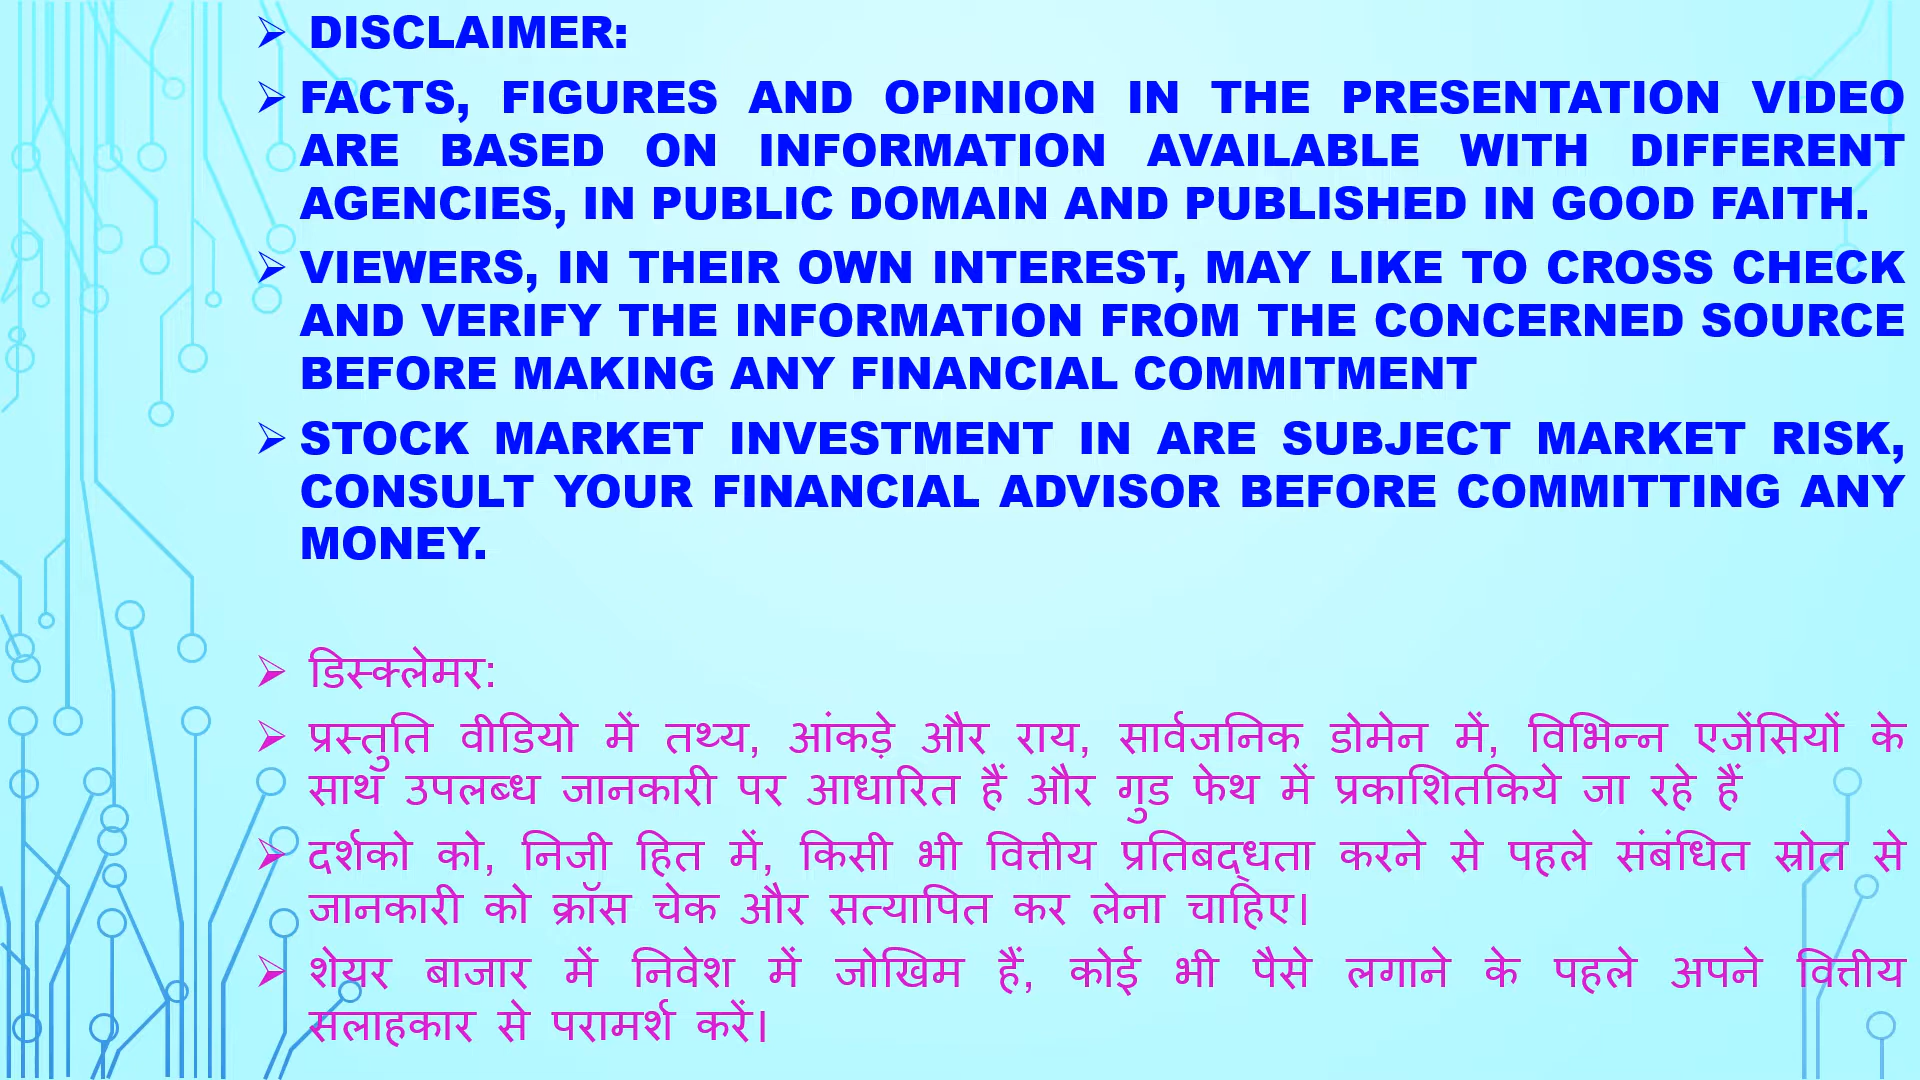 ➢ DISCLAIMER:
➢ FACTS, FIGURES AND OPINION IN THE PRESENTATION VIDEO
ARE BASED ON INFORMATION AVAILABLE WITH DIFFERENT
AGENCIES, IN PUBLIC DOMAIN AND PUBLISHED IN GOOD FAITH.
➢ VIEWERS, IN THEIR OWN INTEREST, MAY LIKE TO CROSS CHECK
AND VERIFY THE INFORMATION FROM THE CONCERNED SOURCE
BEFORE MAKING ANY FINANCIAL COMMITMENT
➢ STOCK MARKET INVESTMENT IN ARE SUBJECT MARKET RISK,
CONSULT YOUR FINANCIAL ADVISOR BEFORE COMMITTING ANY
MONEY.
➢ डिस्क्लेमर:
➢ प्रस्तुति वीडियो में तथ्य, आंकड़े और राय, सार्वजनिक डोमेन में, विभिन्न एजेंसियों के
साथ उपलब्ध जानकारी पर आधारित हैं और गुड फेथ में प्रकाशितकिये जा रहे हैं
➢ दर्शको को, निजी हित में, किसी भी वित्तीय प्रतिबद्धता करने से पहले संबंधित स्रोत से
जानकारी को क्रॉस चेक और सत्यापित कर लेना चाहिए।
➢ शेयर बाजार में निवेश में जोखिम हैं, कोई भी पैसे लगाने के पहले अपने वित्तीय
सलाहकार से परामर्श करें।